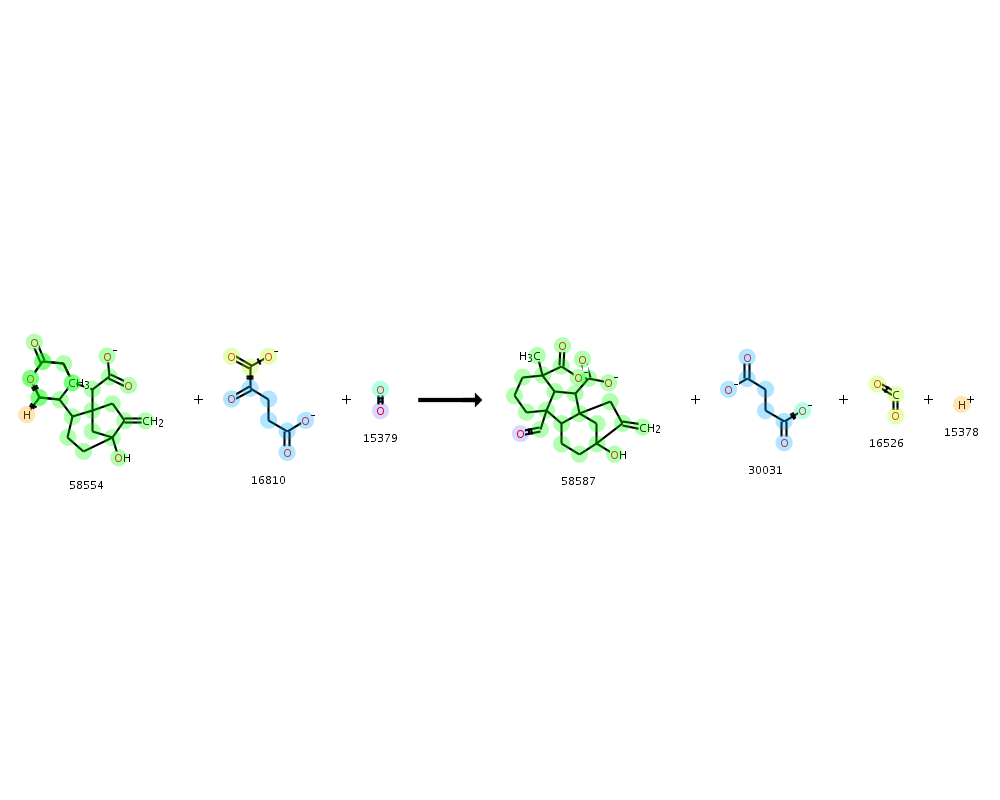 O O⁻ O O CH₃ H CH₂ OH 58554
+
O O⁻ O O⁻ O 16810
+
O O 15379
H₃C O O⁻ O O⁻ O CH₂ OH 58587
+
O O⁻ O⁻ O 30031
+
O C O 16526
+
H⁺ 15378